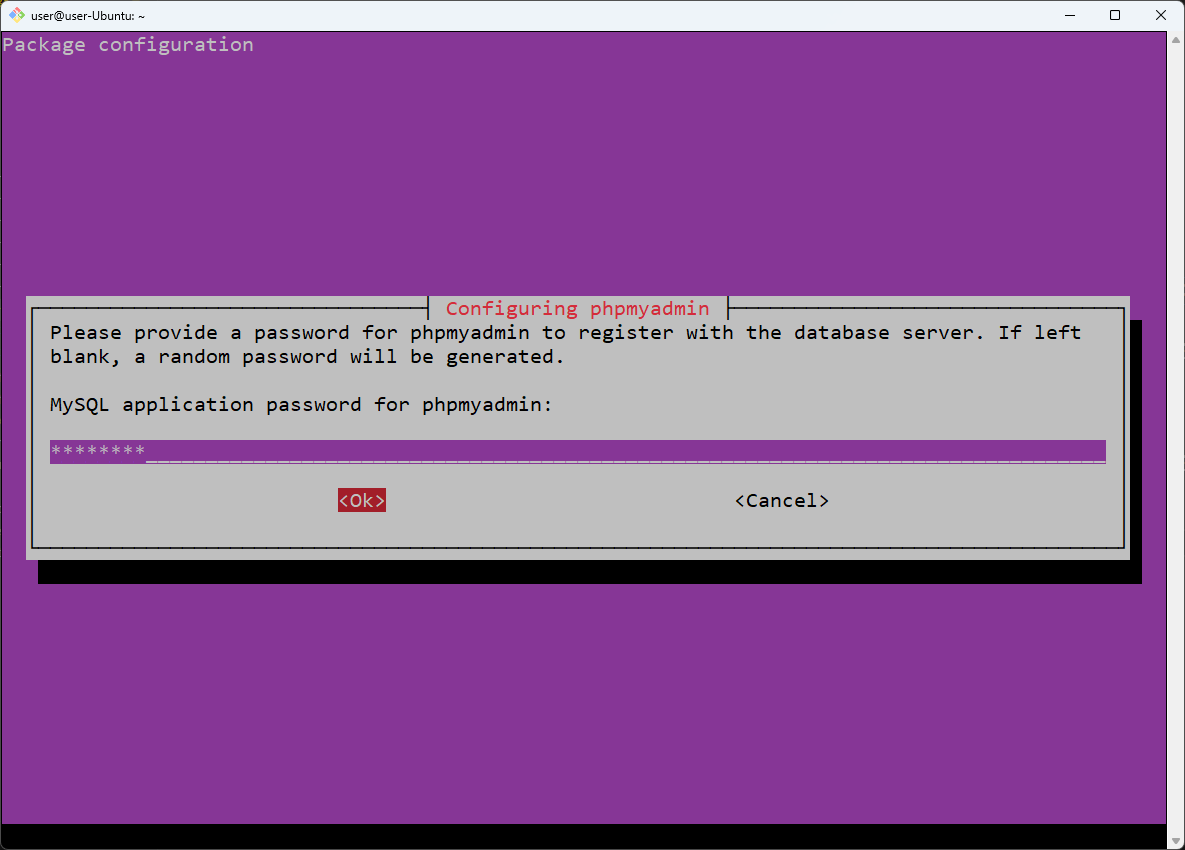 user@user-Ubuntu: ~
Package configuration
Configuring phpmyadmin
Please provide a password for phpmyadmin to register with the database server. If left
blank, a random password will be generated.
MySQL application password for phpmyadmin:
********
<Ok> <Cancel>